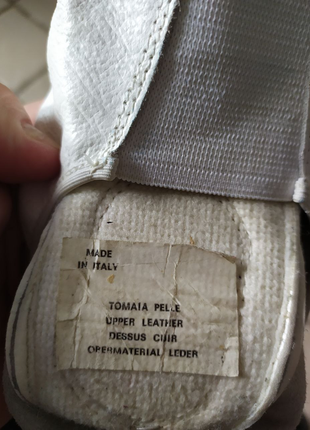 MADE
IN ITALY
TOMAIA PELLE
UPPER LEATHER
DESSUS CUIR
OPERMATERIAL LEDER